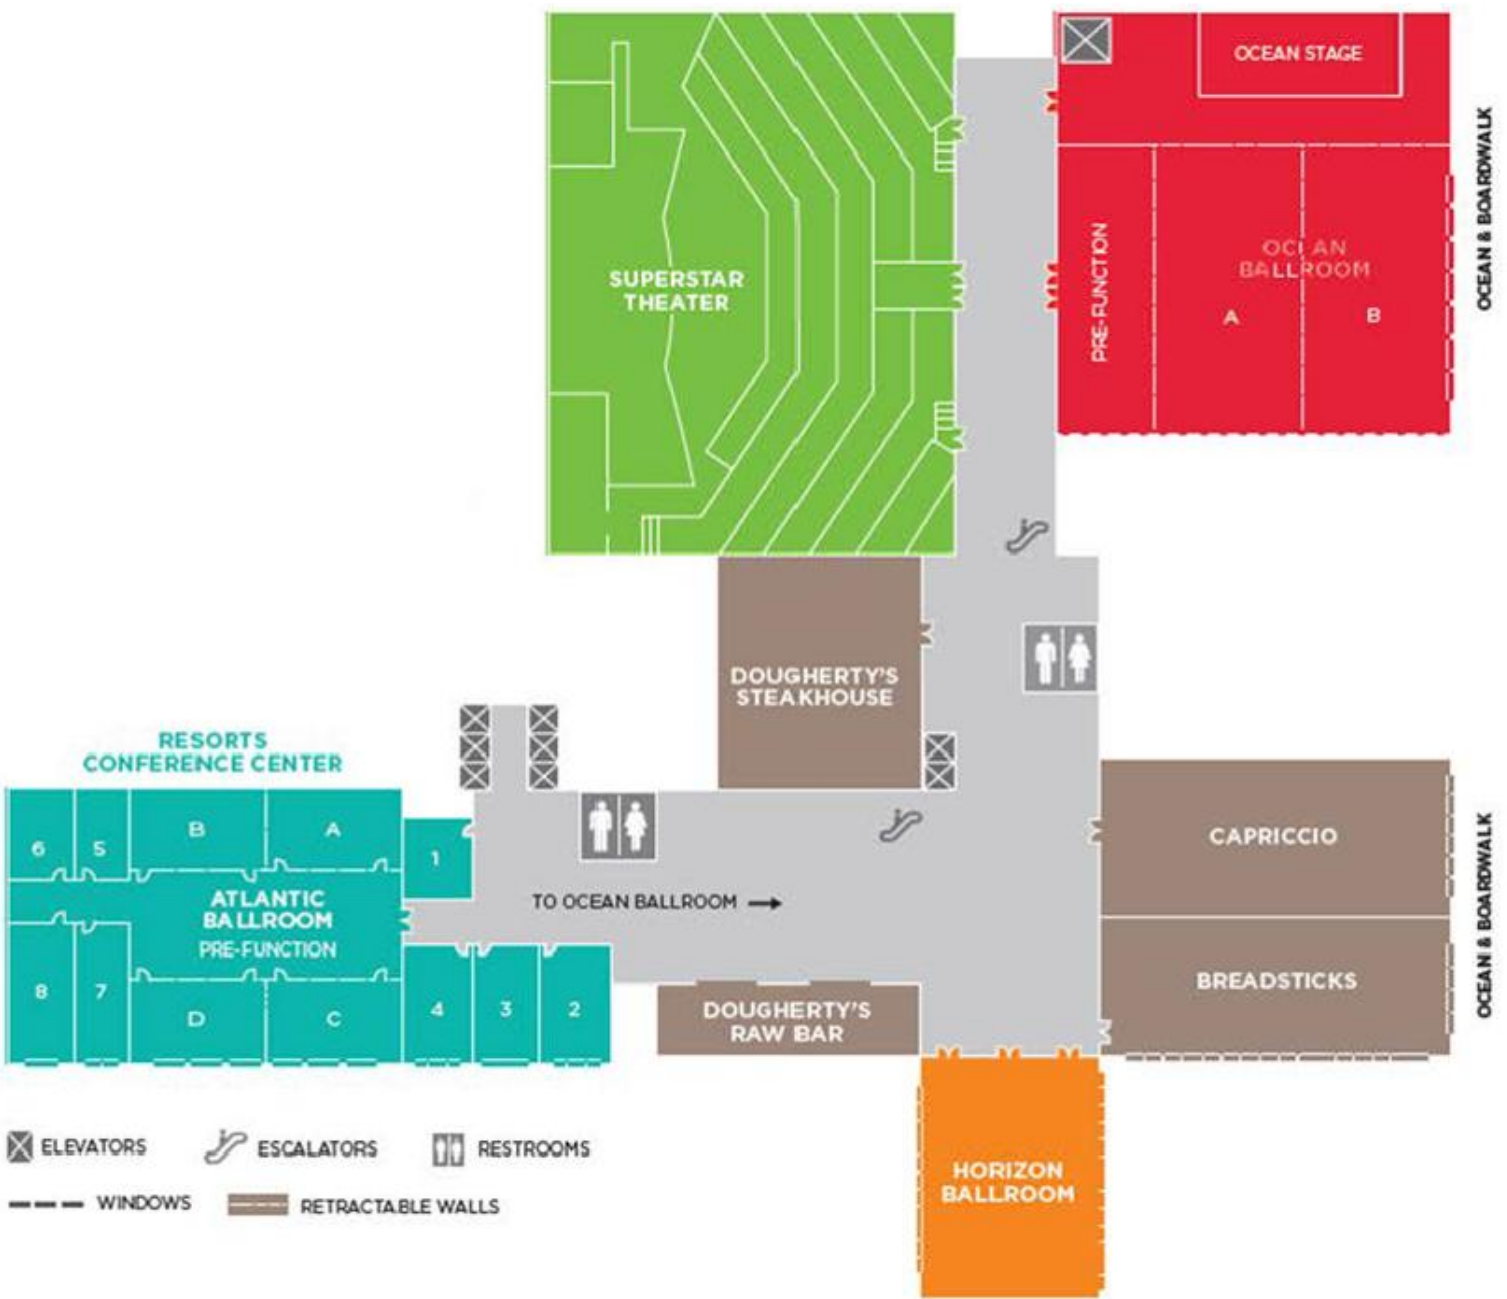 OCEAN STAGE
OCEAN & BOARDWALK
SUPERSTAR
THEATER
PRE-FUNCTION
OCEAN
BALLROOM
A
B
DOUGHERTY'S
STEAKHOUSE
RESORTS
CONFERENCE CENTER
6
5
B
A
1
ATLANTIC
BALLROOM
PRE-FUNCTION
8
7
D
C
4
3
2
TO OCEAN BALLROOM
CAPRICCIO
BREADSTICKS
OCEAN & BOARDWALK
DOUGHERTY'S
RAW BAR
HORIZON
BALLROOM
ELEVATORS
ESCALATORS
RESTROOMS
WINDOWS
RETRACTABLE WALLS